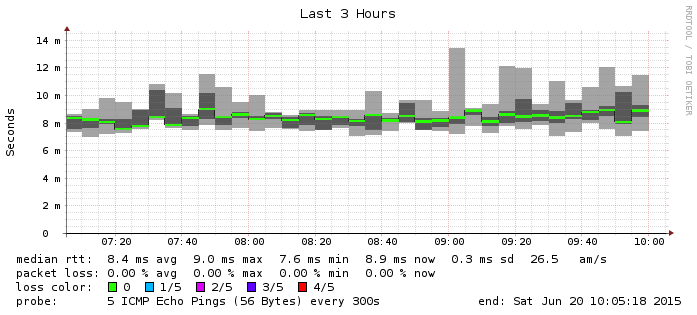 Last 3 Hours
RRDTOOL / TOBI OETIKER
Seconds
14 m
12 m
10 m
8 m
6 m
4 m
2 m
0
07:20 07:40 08:00 08:20 08:40 09:00 09:20 09:40 10:00
median rtt: 8.4 ms avg 9.0 ms max 7.6 ms min 8.9 ms now 0.3 ms sd 26.5 am/s
packet loss: 0.00 % avg 0.00 % max 0.00 % min 0.00 % now
loss color: 0 1/5 2/5 3/5 4/5
probe: 5 ICMP Echo Pings (56 Bytes) every 300s end: Sat Jun 20 10:05:18 2015